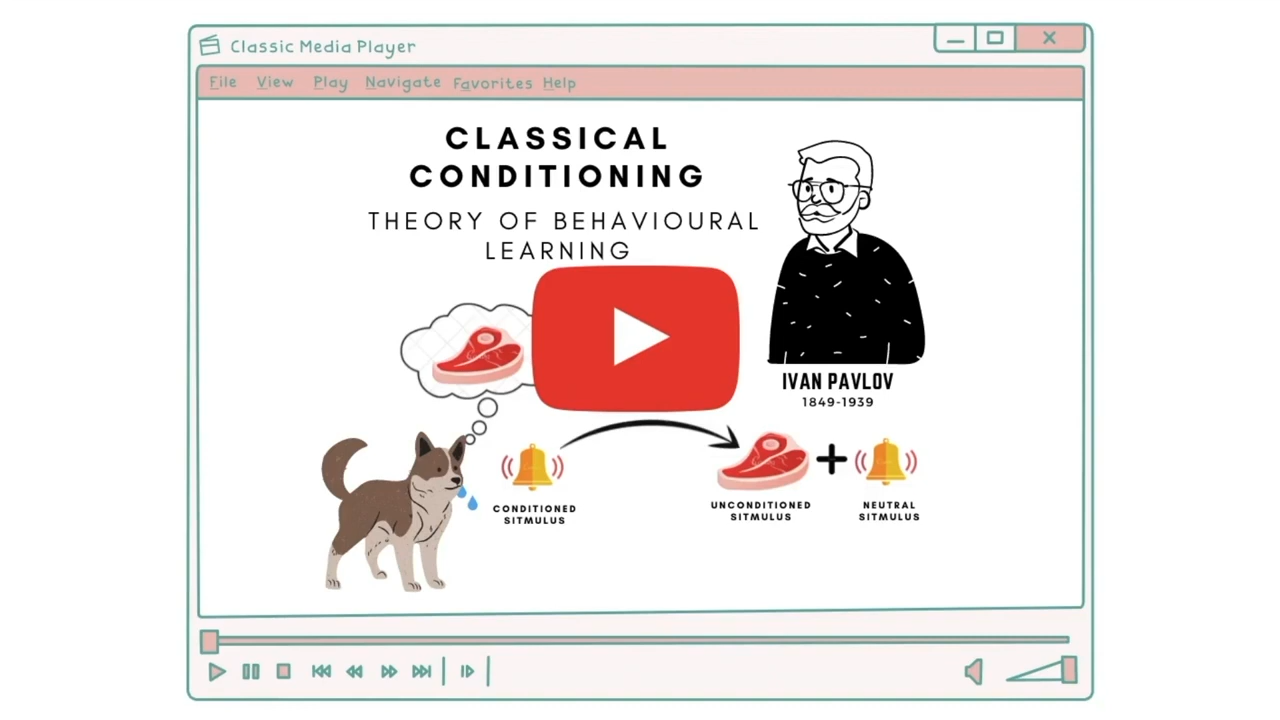 Classic Media Player
File View Play Navigate Favorites Help
CLASSICAL
CONDITIONING
THEORY OF BEHAVIOURAL
LEARNING
IVAN PAVLOV
1849-1939
CONDITIONED
SITMULUS
UNCONDITIONED
SITMULUS
NEUTRAL
SITMULUS